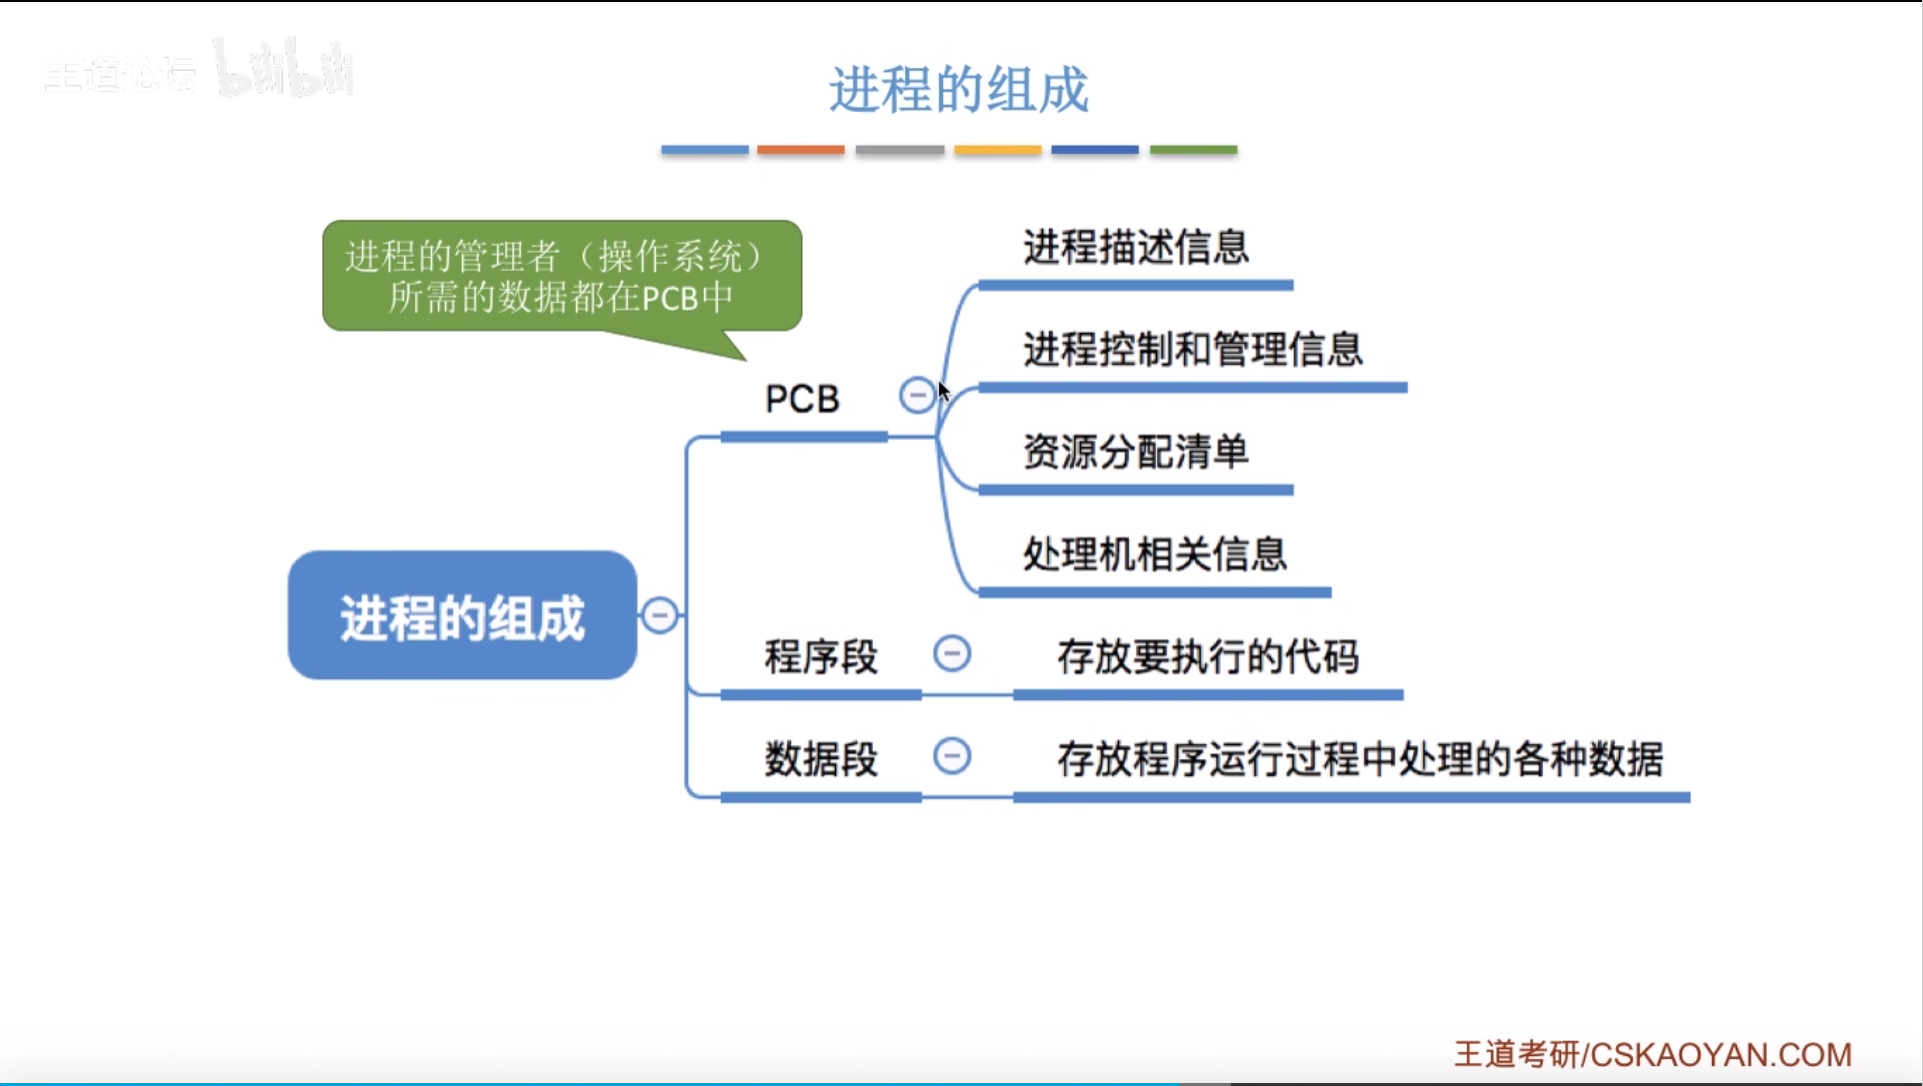 王道论坛 bilibili
进程的组成
进程的管理者（操作系统）
所需的数据都在PCB中
进程描述信息
进程控制和管理信息
PCB
资源分配清单
处理机相关信息
进程的组成
程序段
存放要执行的代码
数据段
存放程序运行过程中处理的各种数据
王道考研/CSKAOYAN.COM